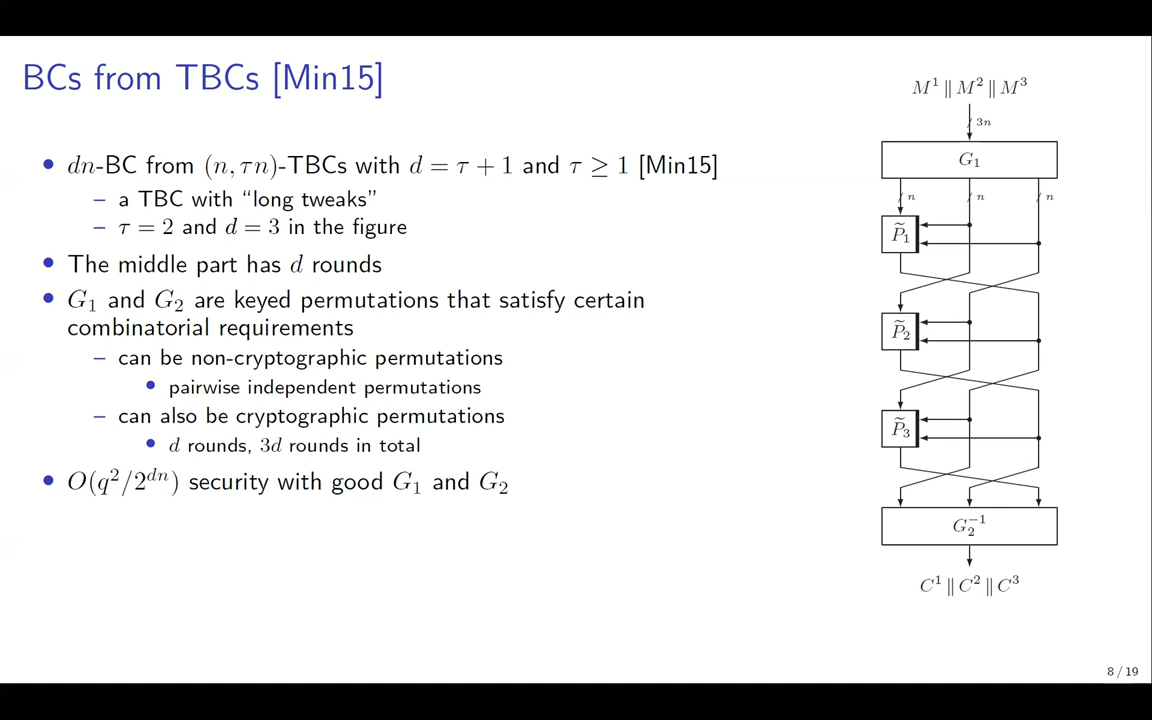 BCs from TBCs [Min15]
• dn-BC from (n, τn)-TBCs with d = τ + 1 and τ ≥ 1 [Min15]
– a TBC with “long tweaks”
– τ = 2 and d = 3 in the figure
• The middle part has d rounds
• G₁ and G₂ are keyed permutations that satisfy certain
combinatorial requirements
– can be non-cryptographic permutations
• pairwise independent permutations
– can also be cryptographic permutations
• d rounds, 3d rounds in total
• O(q²/2^{dn}) security with good G₁ and G₂
M¹ ∥ M² ∥ M³
3n
G₁
n n n
P̃₁
P̃₂
P̃₃
G₂⁻¹
C¹ ∥ C² ∥ C³
8 / 19